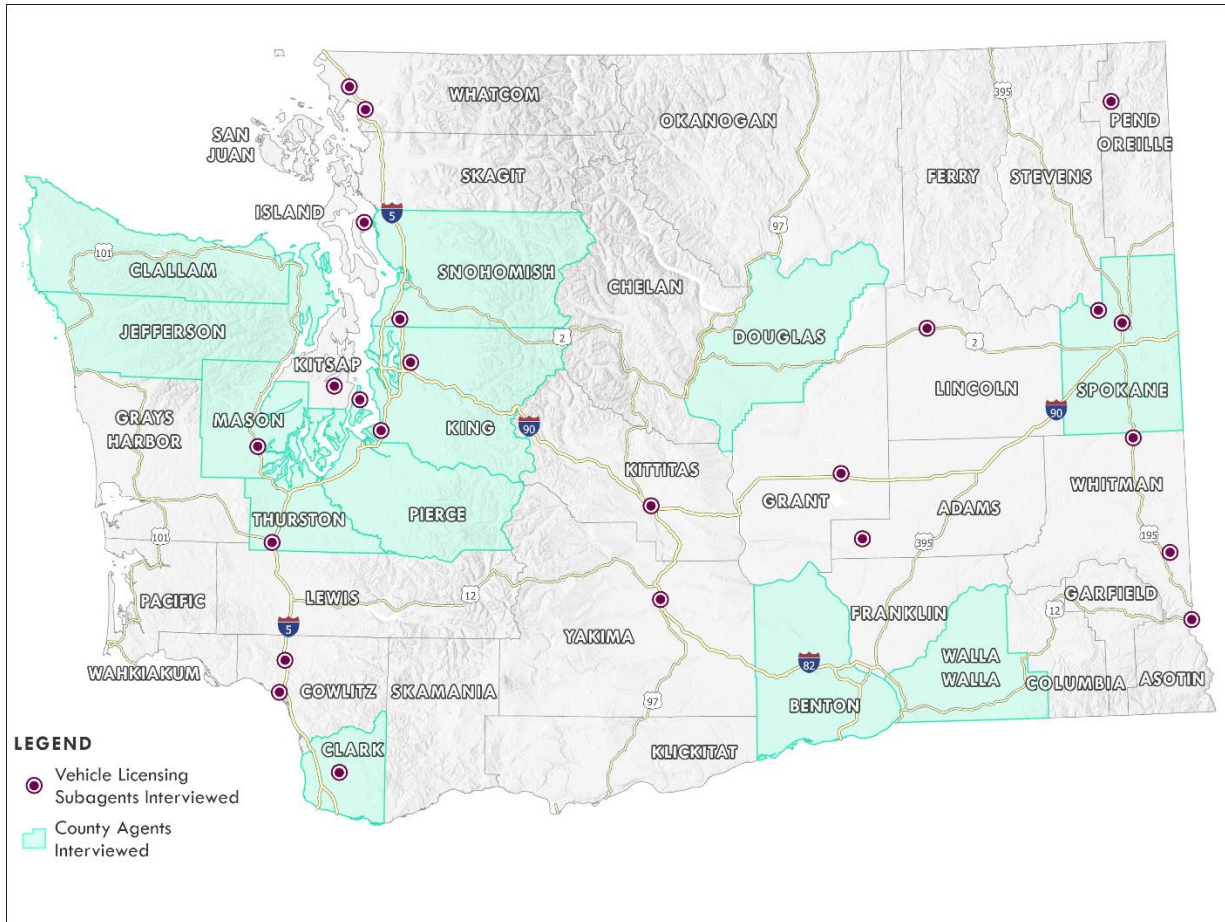 WHATCOM
OKANOGAN
395
PEND
OREILLE
SAN
JUAN
SKAGIT
FERRY
STEVENS
ISLAND
5
97
101
CLALLAM
SNOHOMISH
CHELAN
JEFFERSON
DOUGLAS
2
2
KITSAP
LINCOLN
SPOKANE
GRAYS
HARBOR
MASON
KING
90
90
KITTITAS
WHITMAN
GRANT
ADAMS
THURSTON
PIERCE
101
395
195
PACIFIC
LEWIS
12
GARFIELD
12
FRANKLIN
5
YAKIMA
WAHKIAKUM
COWLITZ
SKAMANIA
82
WALLA
WALLA
COLUMBIA
ASOTIN
97
BENTON
KLICKITAT
CLARK
LEGEND
Vehicle Licensing
Subagents Interviewed
County Agents
Interviewed